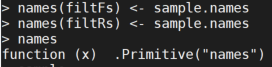 > names(filtFs) <- sample.names
> names(filtRs) <- sample.names
> names
function (x)  .Primitive("names")